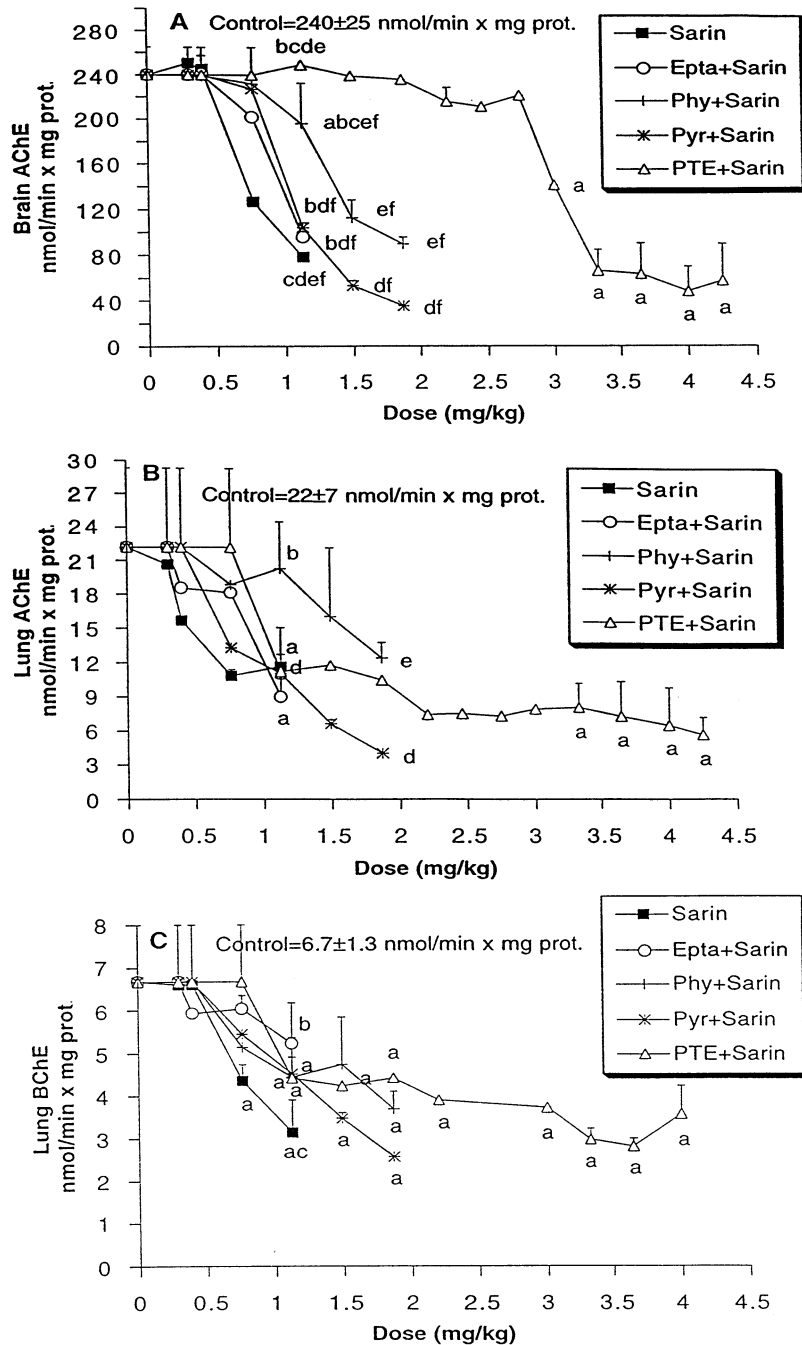 A Control=240±25 nmol/min x mg prot.
Sarin
Epta+Sarin
Phy+Sarin
Pyr+Sarin
PTE+Sarin
Brain AChE
nmol/min x mg prot.
280
240
200
160
120
80
40
0
bcde
abcef
bdf
bdf
cdef
ef
ef
df
df
a
a
a
a
a
0 0.5 1 1.5 2 2.5 3 3.5 4 4.5
Dose (mg/kg)
B
Control=22±7 nmol/min x mg prot.
Sarin
Epta+Sarin
Phy+Sarin
Pyr+Sarin
PTE+Sarin
Lung AChE
nmol/min x mg prot.
30
27
24
21
18
15
12
9
6
3
0
b
a
d
a
e
d
a
a
a
a
0 0.5 1 1.5 2 2.5 3 3.5 4 4.5
Dose (mg/kg)
C Control=6.7±1.3 nmol/min x mg prot.
Sarin
Epta+Sarin
Phy+Sarin
Pyr+Sarin
PTE+Sarin
Lung BChE
nmol/min x mg prot.
8
7
6
5
4
3
2
1
0
b
a
a
a
a
a
a
ac
a
a
a
a
a
a
a
a
0 0.5 1 1.5 2 2.5 3 3.5 4 4.5
Dose (mg/kg)